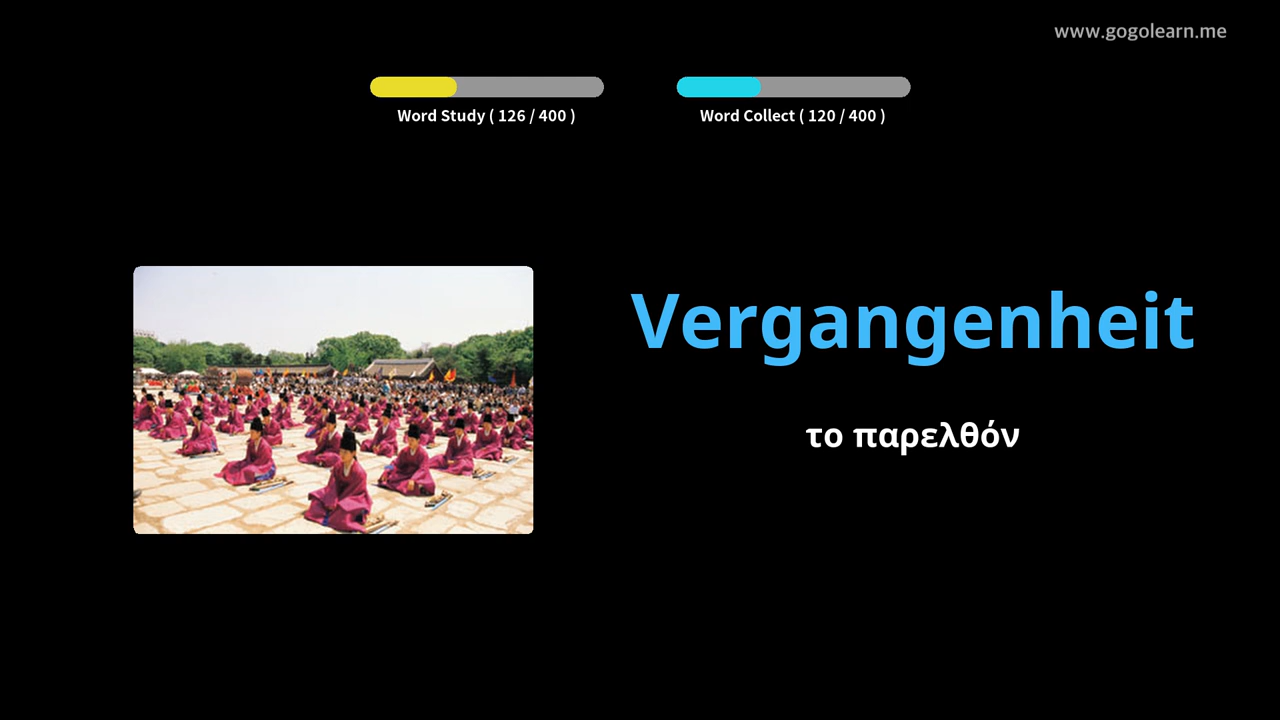 www.gogolearn.me
Word Study ( 126 / 400 )
Word Collect ( 120 / 400 )
Vergangenheit
το παρελθόν